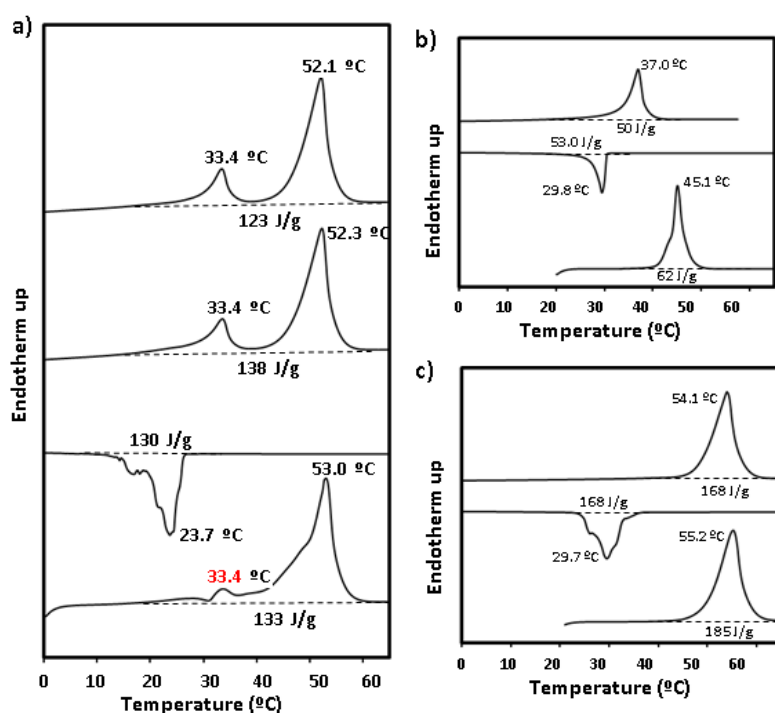 a)
52.1 ºC
33.4 ºC
123 J/g
52.3 ºC
33.4 ºC
138 J/g
130 J/g
53.0 ºC
23.7 ºC
33.4 ºC
133 J/g
Endotherm up
0 10 20 30 40 50 60
Temperature (ºC)
b)
37.0 ºC
50 J/g
53.0 J/g
29.8 ºC
45.1 ºC
62 J/g
Endotherm up
0 10 20 30 40 50 60
Temperature (ºC)
c)
54.1 ºC
168 J/g
168 J/g
29.7 ºC
55.2 ºC
185 J/g
Endotherm up
0 10 20 30 40 50 60
Temperature (ºC)